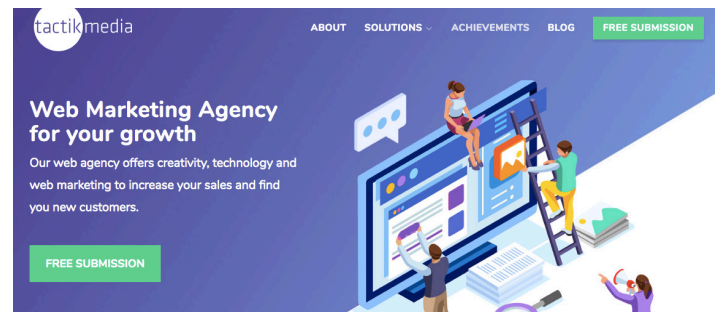 tactikmedia
ABOUT
SOLUTIONS
ACHIEVEMENTS
BLOG
FREE SUBMISSION
Web Marketing Agency
for your growth
Our web agency offers creativity, technology and
web marketing to increase your sales and find
you new customers.
FREE SUBMISSION